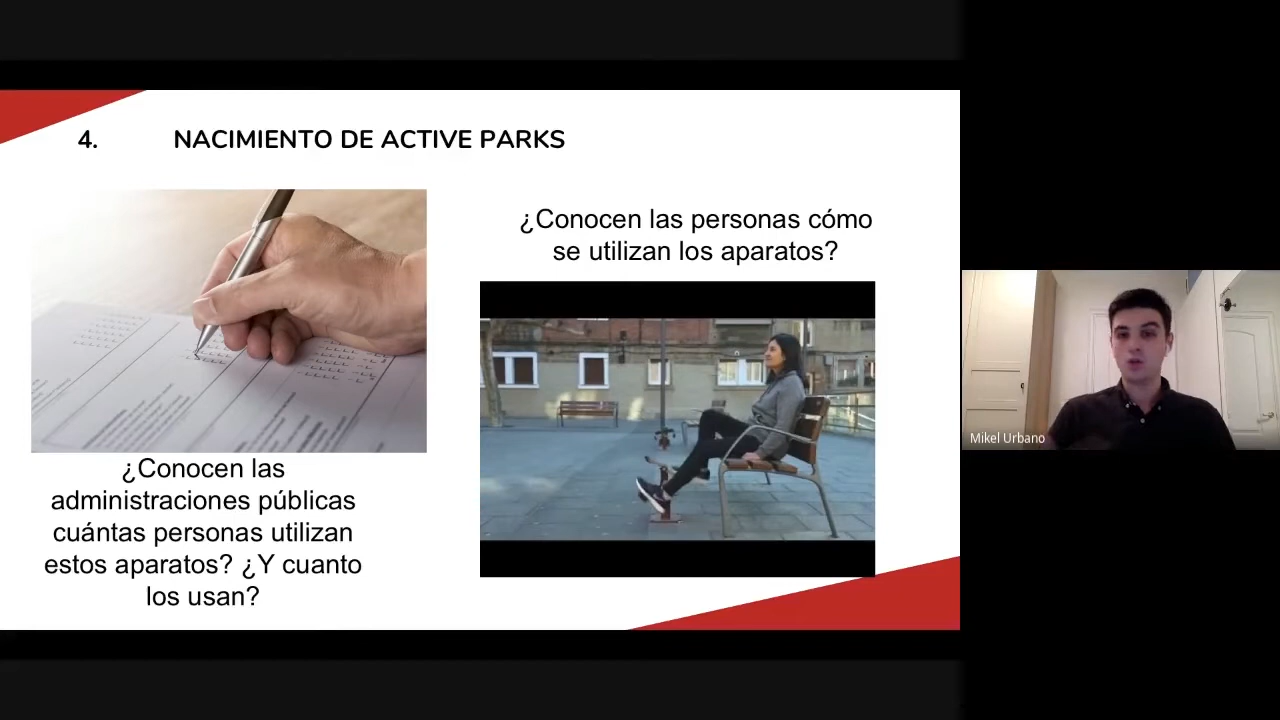 4. NACIMIENTO DE ACTIVE PARKS
¿Conocen las personas cómo
se utilizan los aparatos?
¿Conocen las
administraciones públicas
cuántas personas utilizan
estos aparatos? ¿Y cuanto
los usan?
Mikel Urbano